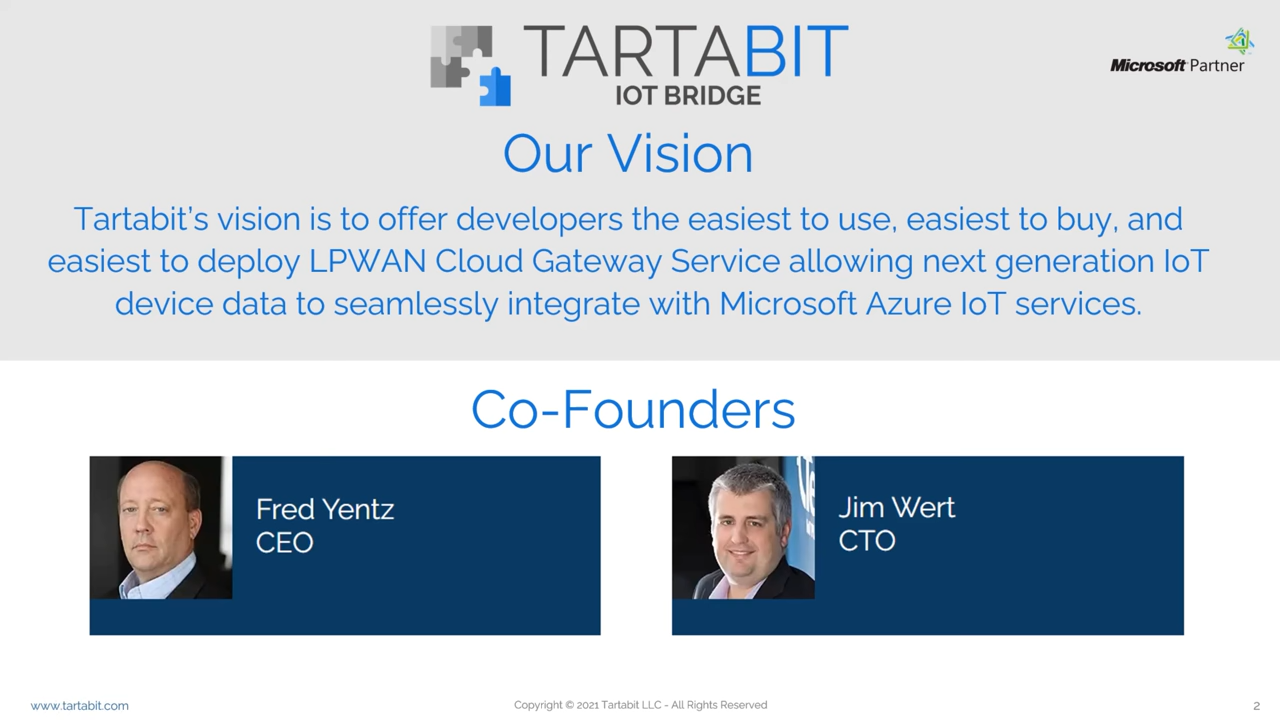 TARTABIT
IOT BRIDGE
Microsoft Partner
Our Vision
Tartabit's vision is to offer developers the easiest to use, easiest to buy, and
easiest to deploy LPWAN Cloud Gateway Service allowing next generation IoT
device data to seamlessly integrate with Microsoft Azure IoT services.
Co-Founders
Fred Yentz
CEO
Jim Wert
CTO
www.tartabit.com
Copyright © 2021 Tartabit LLC - All Rights Reserved
2